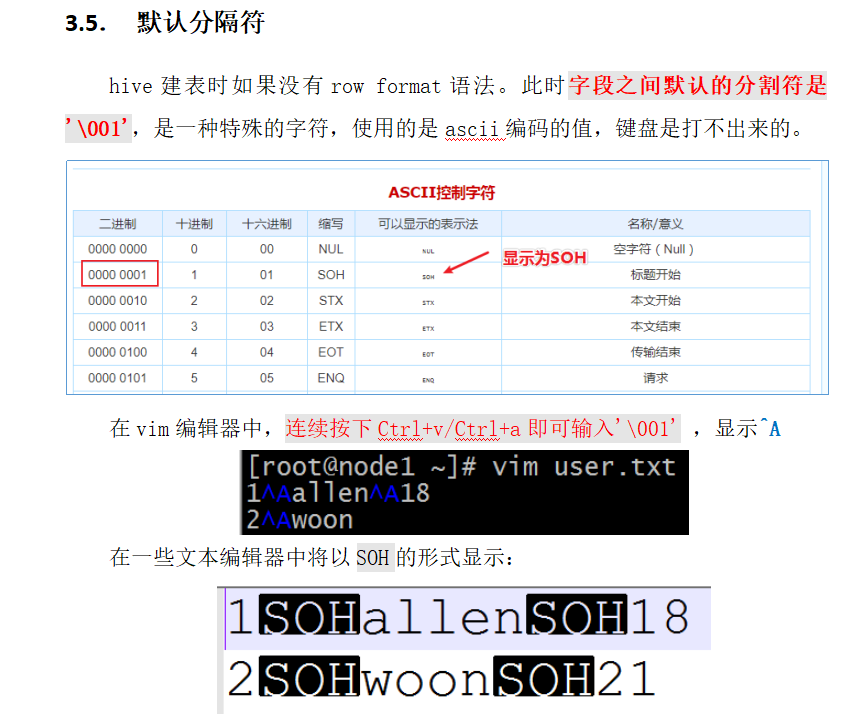 3.5. 默认分隔符
hive 建表时如果没有 row format 语法。此时字段之间默认的分割符是
'\001'，是一种特殊的字符，使用的是 ascii 编码的值，键盘是打不出来的。
ASCII控制字符
二进制 十进制 十六进制 缩写 可以显示的表示法 名称/意义
0000 0000 0 00 NUL NUL 空字符（Null）
0000 0001 1 01 SOH SOH 标题开始
显示为SOH
0000 0010 2 02 STX STX 本文开始
0000 0011 3 03 ETX ETX 本文结束
0000 0100 4 04 EOT EOT 传输结束
0000 0101 5 05 ENQ ENQ 请求
在 vim 编辑器中，连续按下 Ctrl+v/Ctrl+a 即可输入'\001' ，显示^A
[root@node1 ~]# vim user.txt
1^Aallen^A18
2^Awoon
在一些文本编辑器中将以 SOH 的形式显示：
1SOHallenSOH18
2SOHwoonSOH21